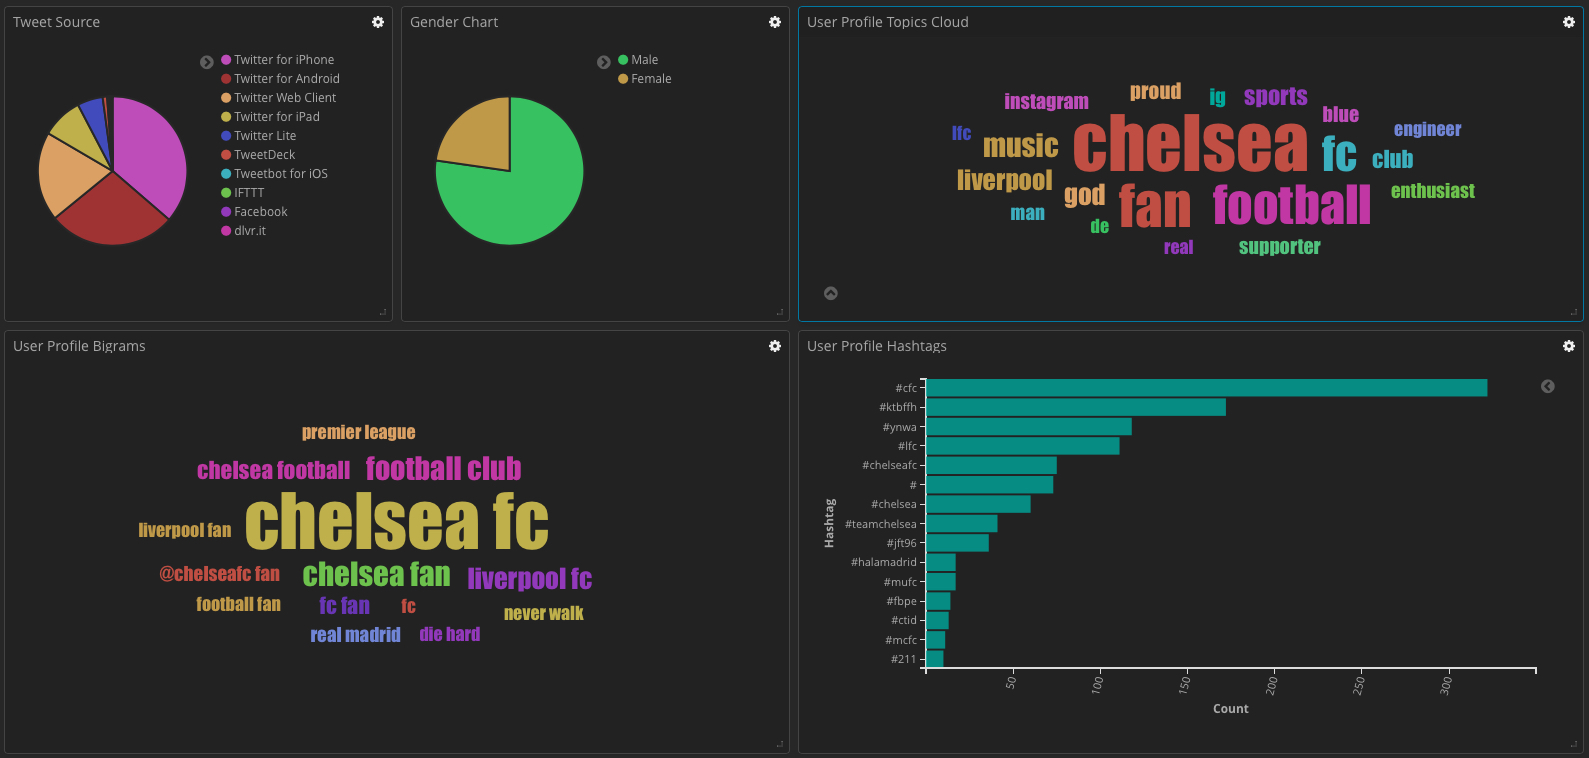 Tweet Source
Twitter for iPhone
Twitter for Android
Twitter Web Client
Twitter for iPad
Twitter Lite
TweetDeck
Tweetbot for iOS
IFTTT
Facebook
dlvr.it
Gender Chart
Male
Female
User Profile Topics Cloud
proud ig sports
instagram
blue
lfc music chelsea fc club engineer
liverpool god fan football enthusiast
man
de
real supporter
User Profile Bigrams
premier league
chelsea football football club
liverpool fan chelsea fc
@chelseafc fan chelsea fan liverpool fc
football fan fc fan fc never walk
real madrid die hard
User Profile Hashtags
#cfc
#ktbffh
#ynwa
#lfc
#chelseafc
#
#chelsea
#teamchelsea
#jft96
#halamadrid
#mufc
#fbpe
#ctid
#mcfc
#211
Hashtag
50 100 150 200 250 300
Count